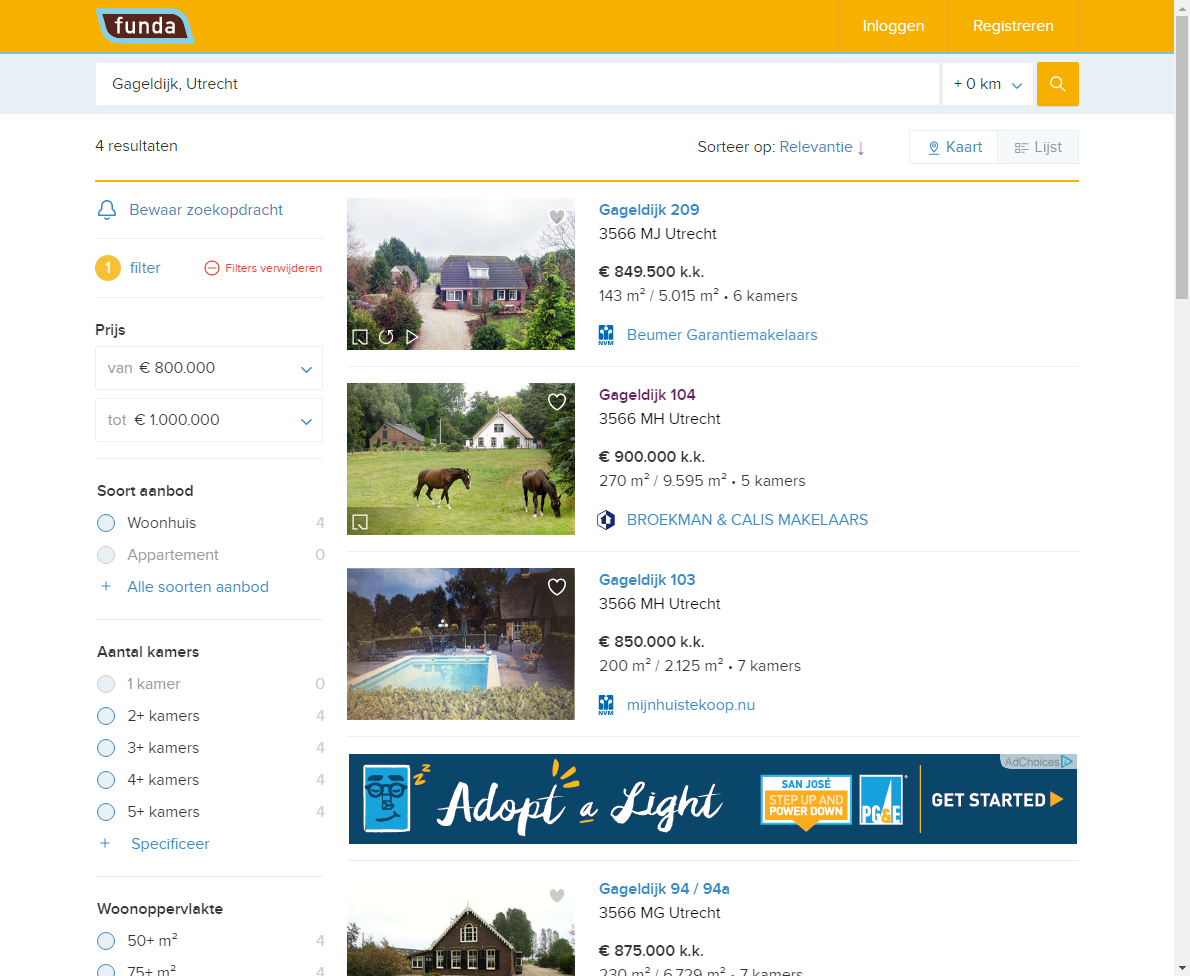 funda
Inloggen
Registreren
Gageldijk, Utrecht
+ 0 km
4 resultaten
Sorteer op: Relevantie ↓
Kaart
Lijst
Bewaar zoekopdracht
1 filter
Filters verwijderen
Prijs
van € 800.000
tot € 1.000.000
Soort aanbod
Woonhuis 4
Appartement 0
+ Alle soorten aanbod
Aantal kamers
1 kamer 0
2+ kamers 4
3+ kamers 4
4+ kamers 4
5+ kamers 4
+ Specificeer
Woonoppervlakte
50+ m² 4
75+ m² 4
Gageldijk 209
3566 MJ Utrecht
€ 849.500 k.k.
143 m² / 5.015 m² • 6 kamers
NVM
Beumer Garantiemakelaars
Gageldijk 104
3566 MH Utrecht
€ 900.000 k.k.
270 m² / 9.595 m² • 5 kamers
BROEKMAN & CALIS MAKELAARS
Gageldijk 103
3566 MH Utrecht
€ 850.000 k.k.
200 m² / 2.125 m² • 7 kamers
NVM
mijnhuistekoop.nu
AdChoices
zzz
Adopt a Light
SAN JOSÉ
STEP UP AND
POWER DOWN
PG&E
GET STARTED
Gageldijk 94 / 94a
3566 MG Utrecht
€ 875.000 k.k.
230 m² / 6.729 m² • 7 kamers